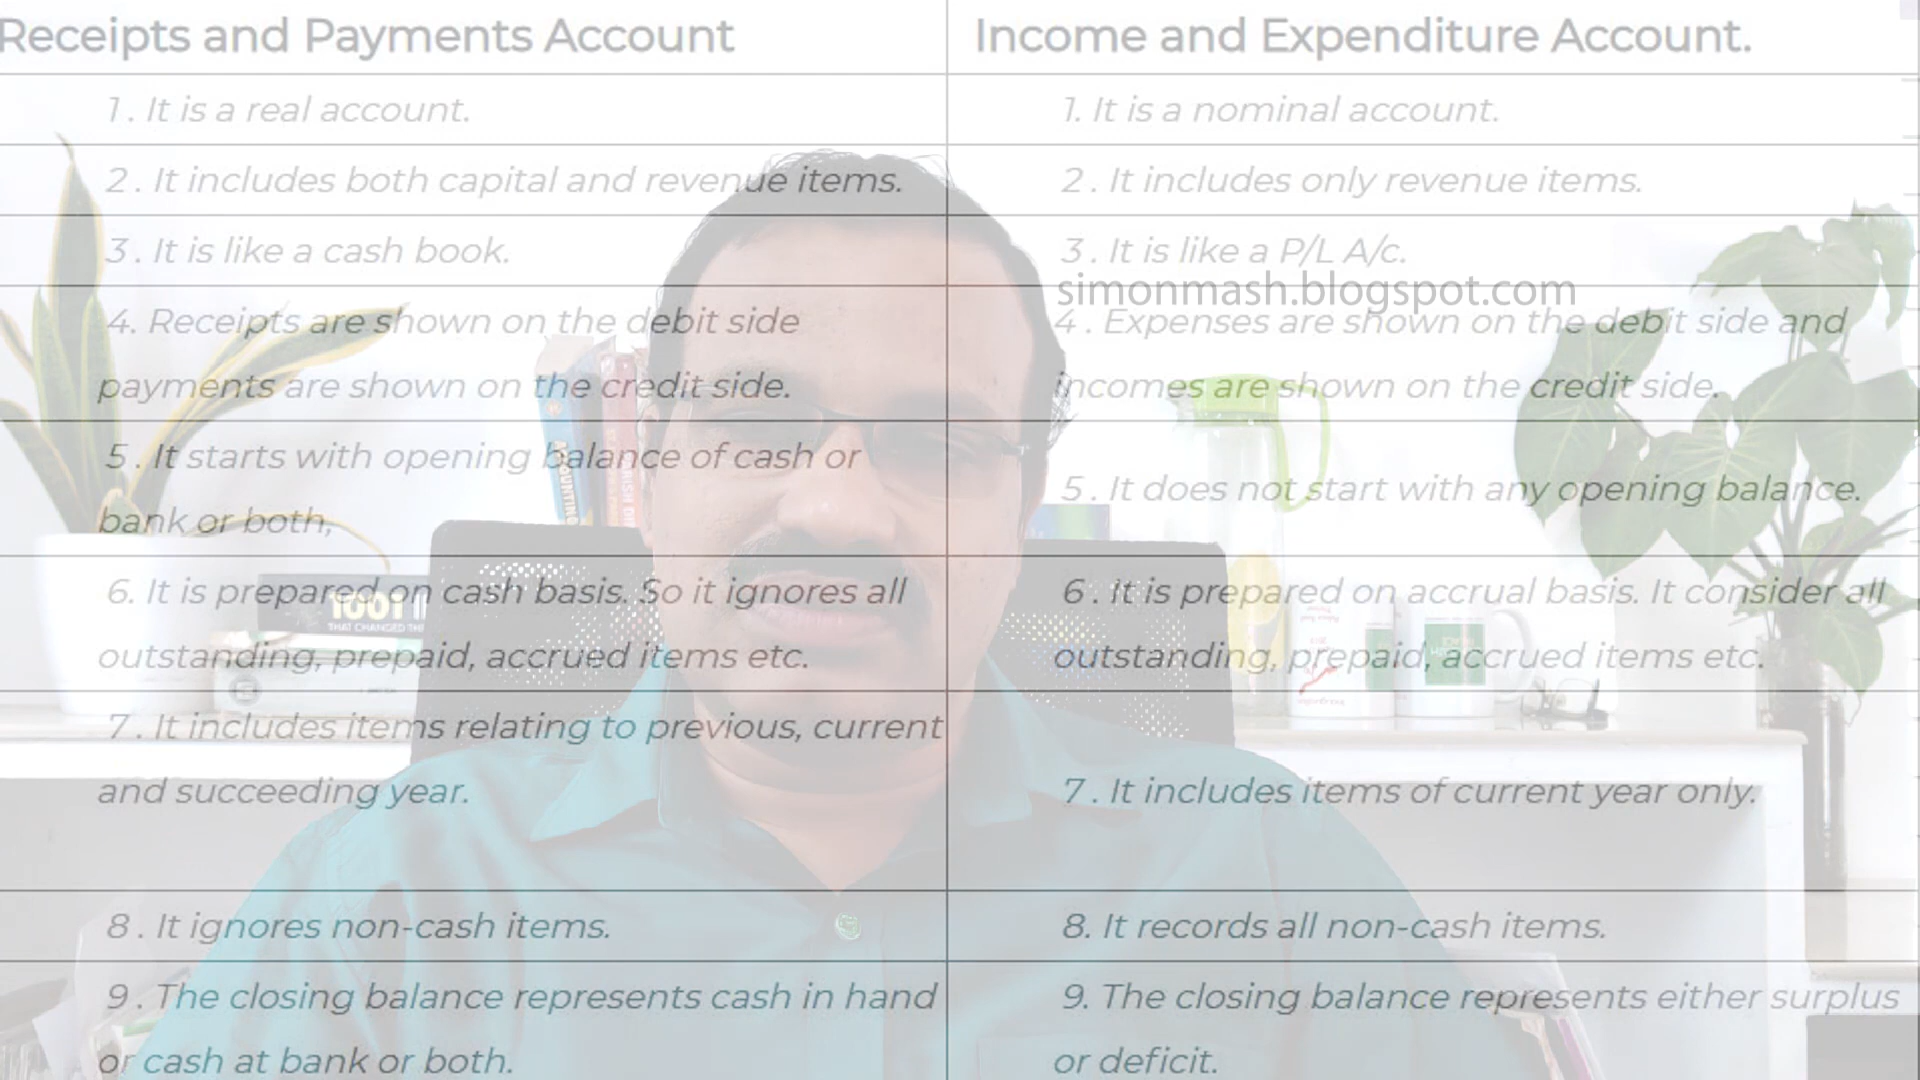 Receipts and Payments Account
Income and Expenditure Account.
1 . It is a real account.
1. It is a nominal account.
2 . It includes both capital and revenue items.
2 . It includes only revenue items.
3 . It is like a cash book.
3 . It is like a P/L A/c.
simonmash.blogspot.com
4. Receipts are shown on the debit side
payments are shown on the credit side.
4 . Expenses are shown on the debit side and
incomes are shown on the credit side.
5 . It starts with opening balance of cash or
bank or both,
5 . It does not start with any opening balance.
6. It is prepared on cash basis. So it ignores all
outstanding, prepaid, accrued items etc.
6 . It is prepared on accrual basis. It consider all
outstanding, prepaid, accrued items etc.
7 . It includes items relating to previous, current
and succeeding year.
7 . It includes items of current year only.
8 . It ignores non-cash items.
8. It records all non-cash items.
9 . The closing balance represents cash in hand
or cash at bank or both.
9. The closing balance represents either surplus
or deficit.
1001
THAT CHANGED